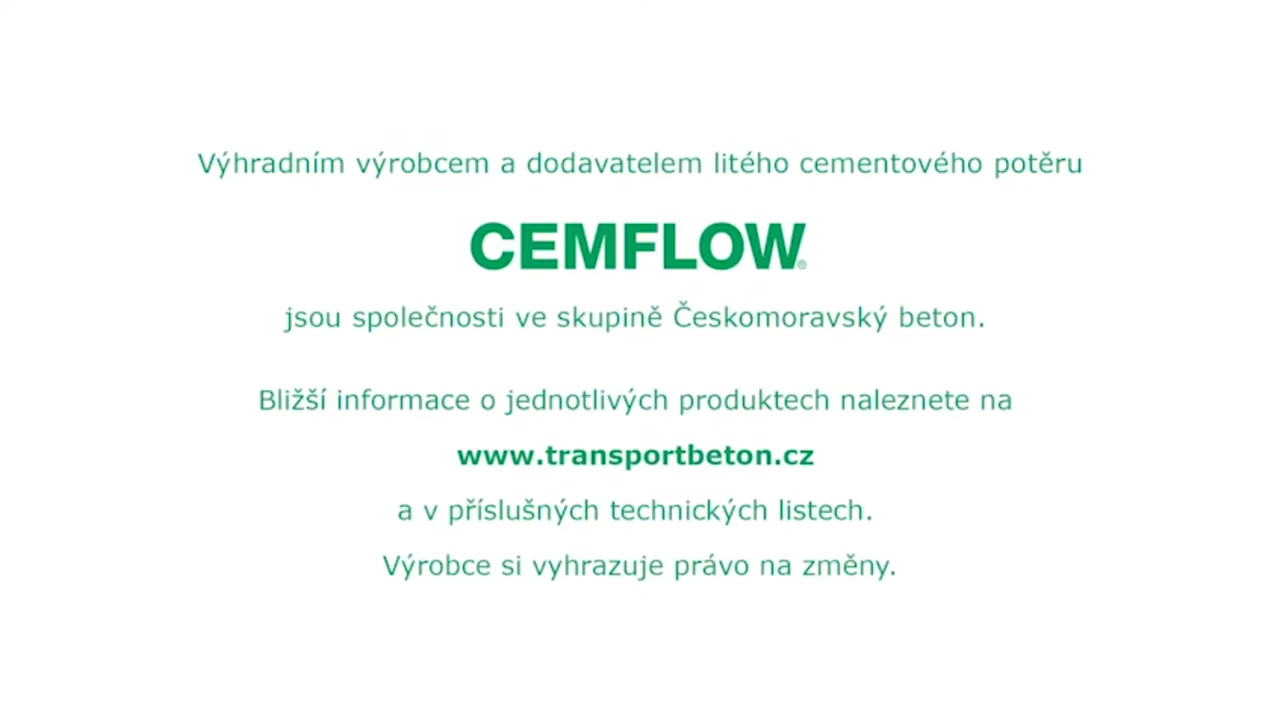 Výhradním výrobcem a dodavatelem litého cementového potěru
CEMFLOW®
jsou společnosti ve skupině Českomoravský beton.
Bližší informace o jednotlivých produktech naleznete na
www.transportbeton.cz
a v příslušných technických listech.
Výrobce si vyhrazuje právo na změny.